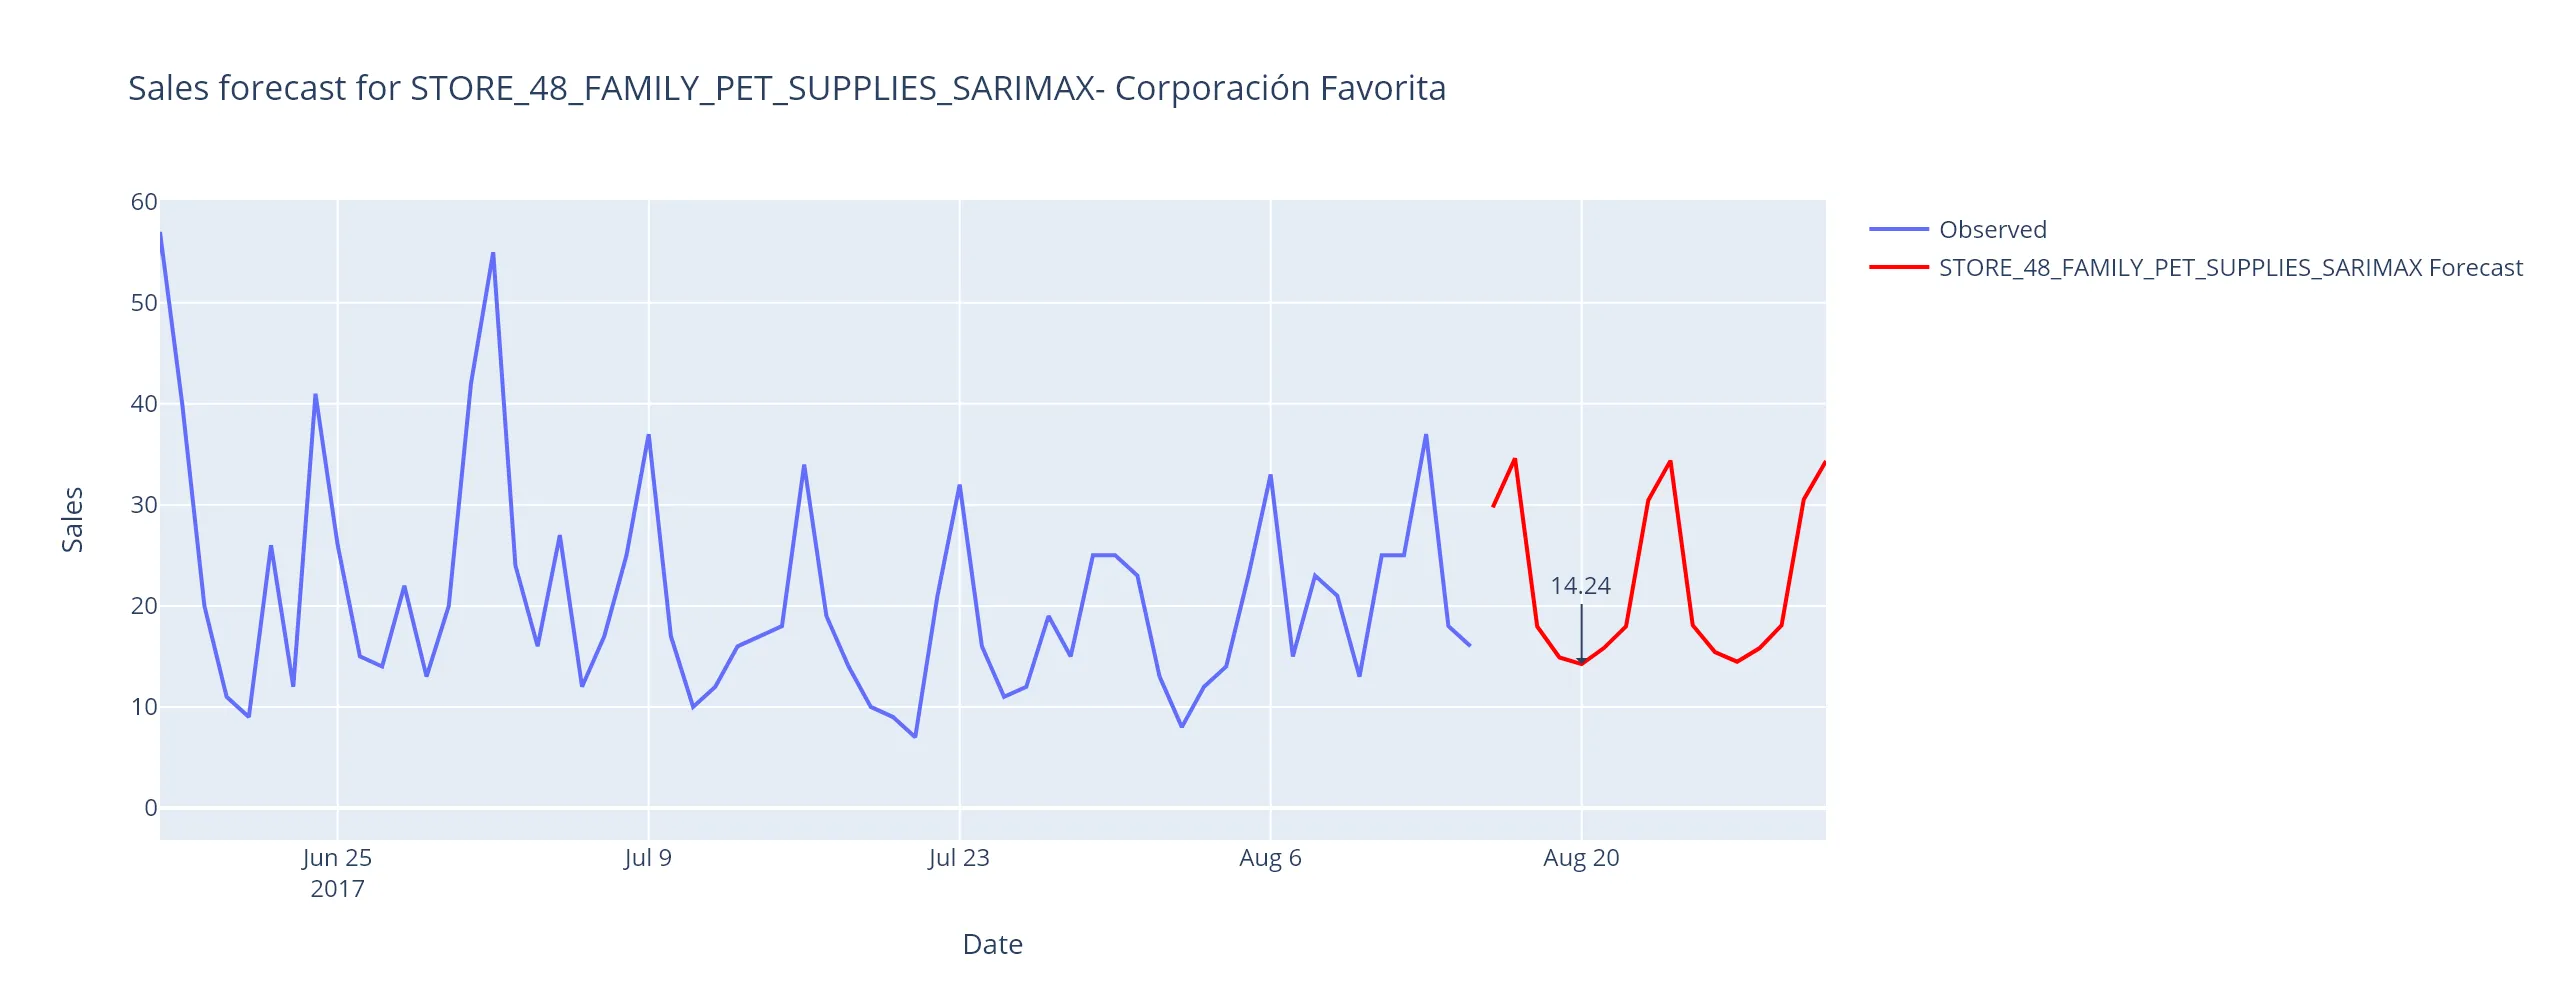 Sales forecast for STORE_48_FAMILY_PET_SUPPLIES_SARIMAX- Corporación Favorita
Observed
STORE_48_FAMILY_PET_SUPPLIES_SARIMAX Forecast
60
50
40
30
20
10
0
Sales
14.24
Jun 25
2017
Jul 9
Jul 23
Aug 6
Aug 20
Date